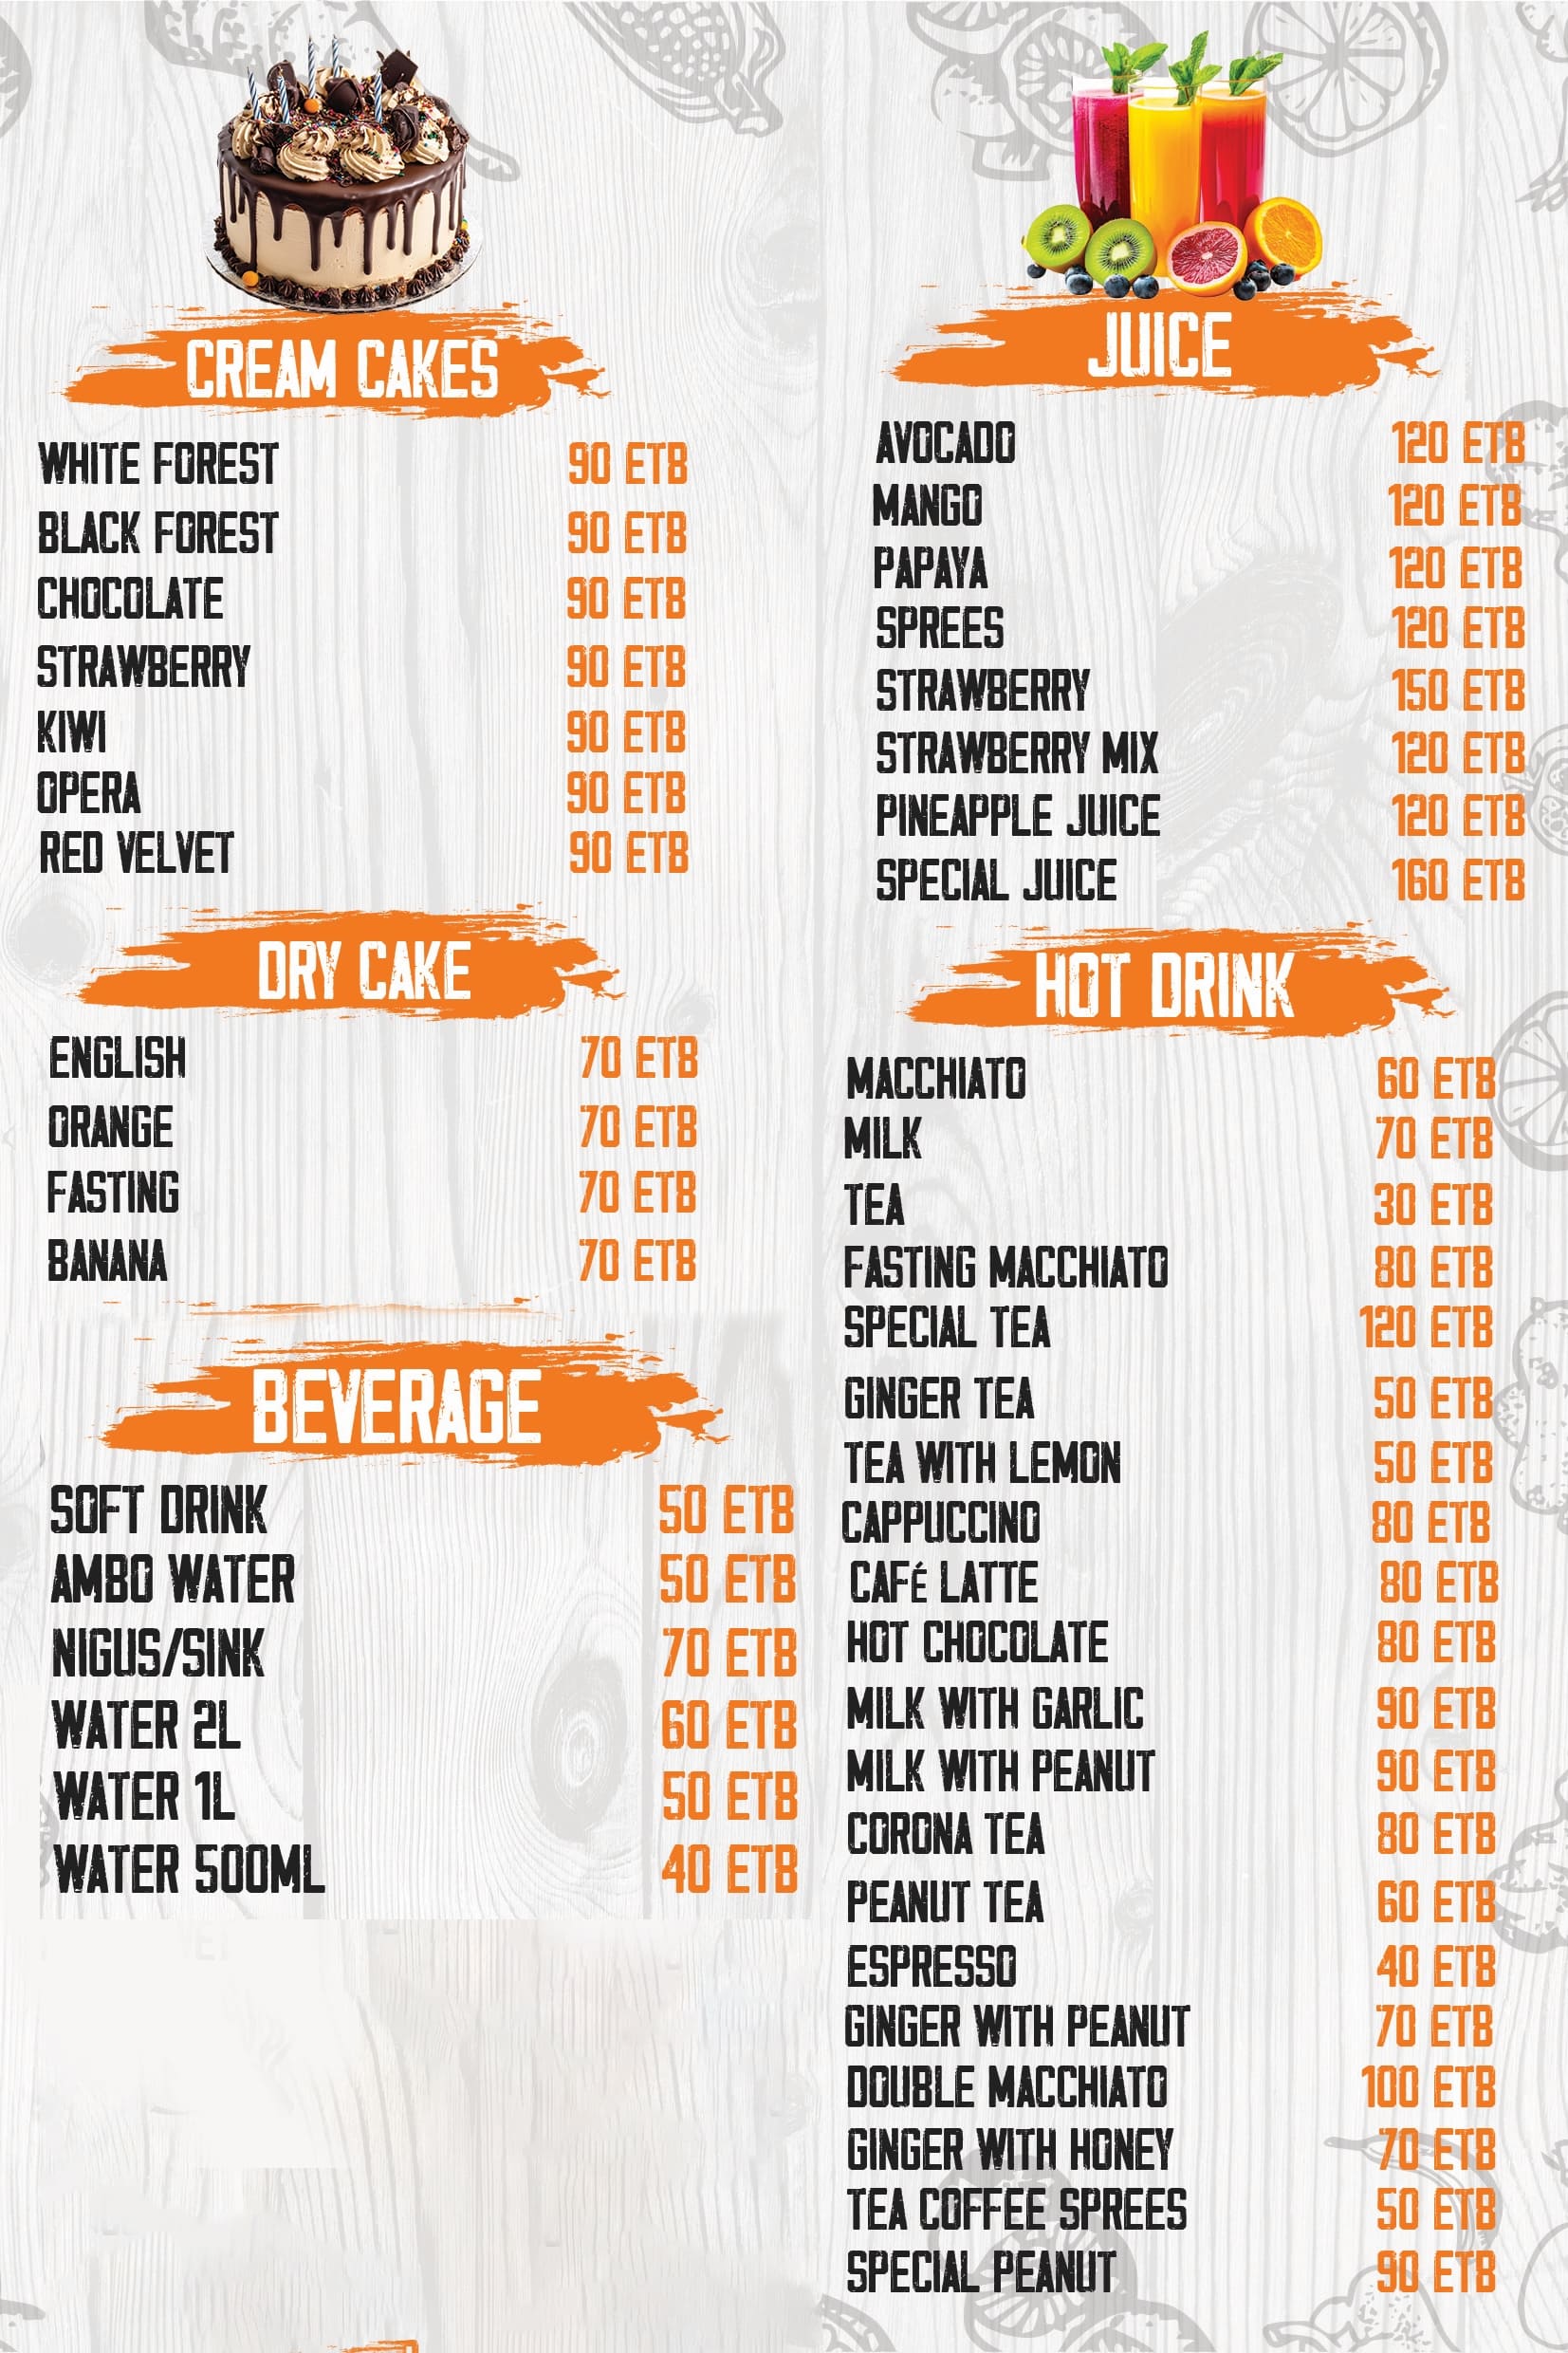 CREAM CAKES
WHITE FOREST 90 ETB
BLACK FOREST 90 ETB
CHOCOLATE 90 ETB
STRAWBERRY 90 ETB
KIWI 90 ETB
OPERA 90 ETB
RED VELVET 90 ETB
DRY CAKE
ENGLISH 70 ETB
ORANGE 70 ETB
FASTING 70 ETB
BANANA 70 ETB
BEVERAGE
SOFT DRINK 50 ETB
AMBO WATER 50 ETB
NIGUS/SINK 70 ETB
WATER 2L 60 ETB
WATER 1L 50 ETB
WATER 500ML 40 ETB
JUICE
AVOCADO 120 ETB
MANGO 120 ETB
PAPAYA 120 ETB
SPREES 120 ETB
STRAWBERRY 150 ETB
STRAWBERRY MIX 120 ETB
PINEAPPLE JUICE 120 ETB
SPECIAL JUICE 160 ETB
HOT DRINK
MACCHIATO 60 ETB
MILK 70 ETB
TEA 30 ETB
FASTING MACCHIATO 80 ETB
SPECIAL TEA 120 ETB
GINGER TEA 50 ETB
TEA WITH LEMON 50 ETB
CAPPUCCINO 80 ETB
CAFé LATTE 80 ETB
HOT CHOCOLATE 80 ETB
MILK WITH GARLIC 90 ETB
MILK WITH PEANUT 90 ETB
CORONA TEA 80 ETB
PEANUT TEA 60 ETB
ESPRESSO 40 ETB
GINGER WITH PEANUT 70 ETB
DOUBLE MACCHIATO 100 ETB
GINGER WITH HONEY 70 ETB
TEA COFFEE SPREES 50 ETB
SPECIAL PEANUT 90 ETB